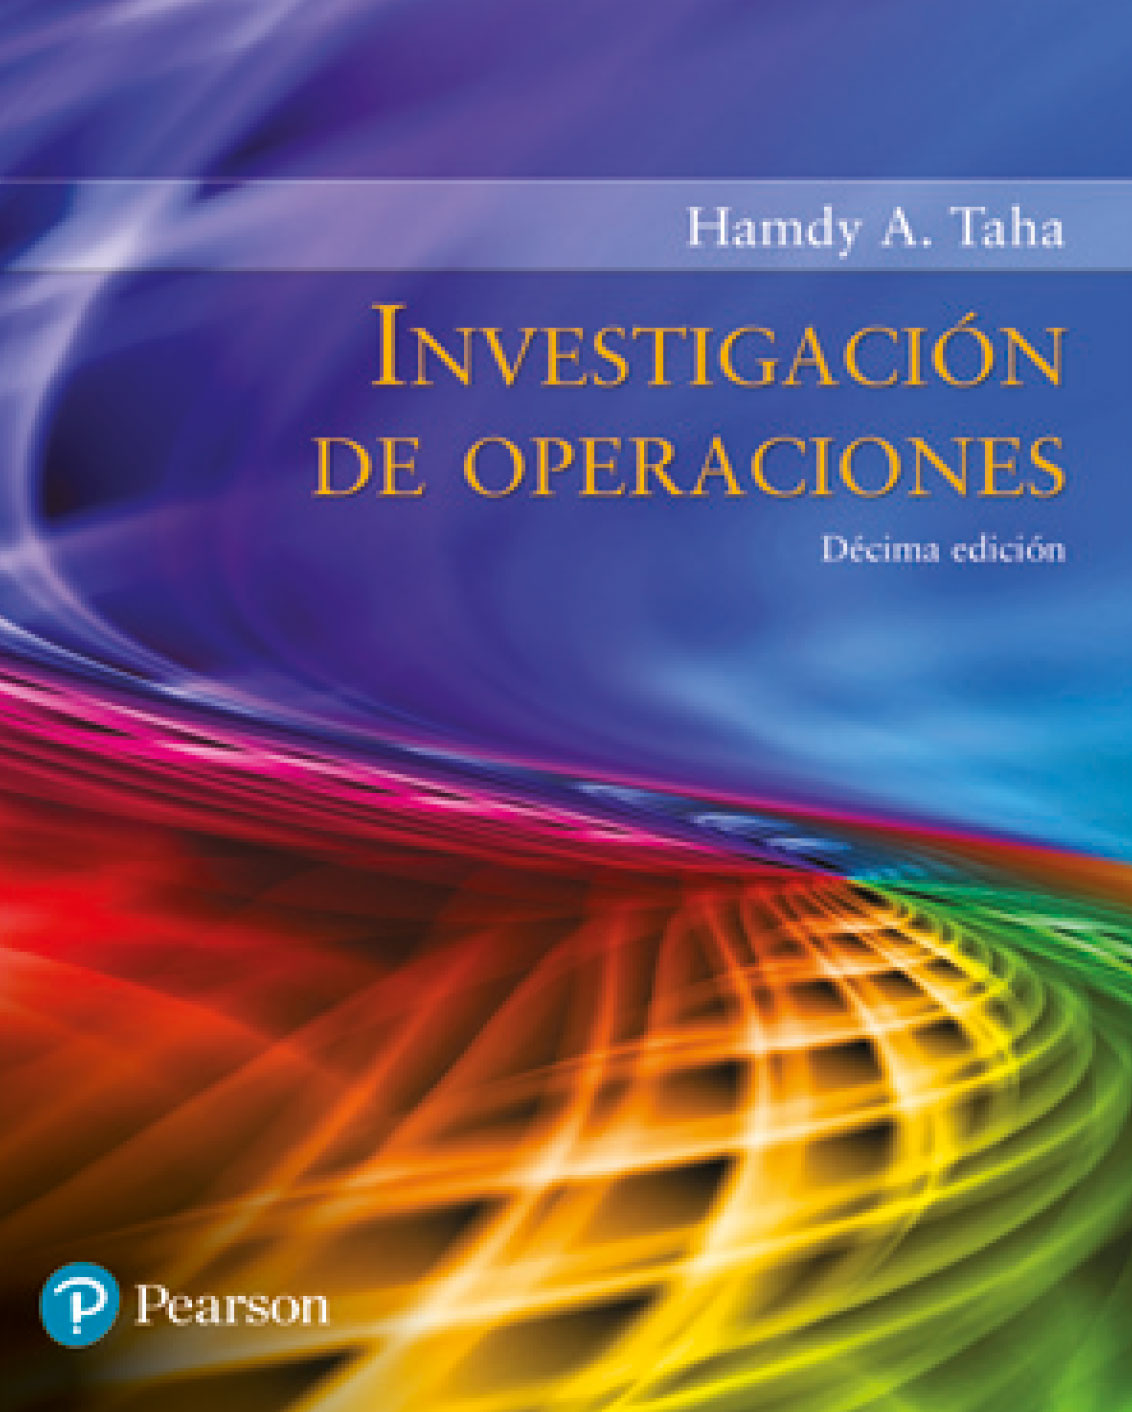 Hamdy A. Taha
INVESTIGACIÓN
DE OPERACIONES
Décima edición
Pearson